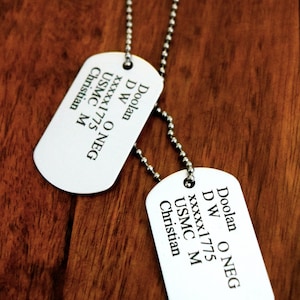 Doolan
D W O NEG
xxxxx1775
USMC M
Christian
Doolan
D W O NEG
xxxxx1775
USMC M
Christian